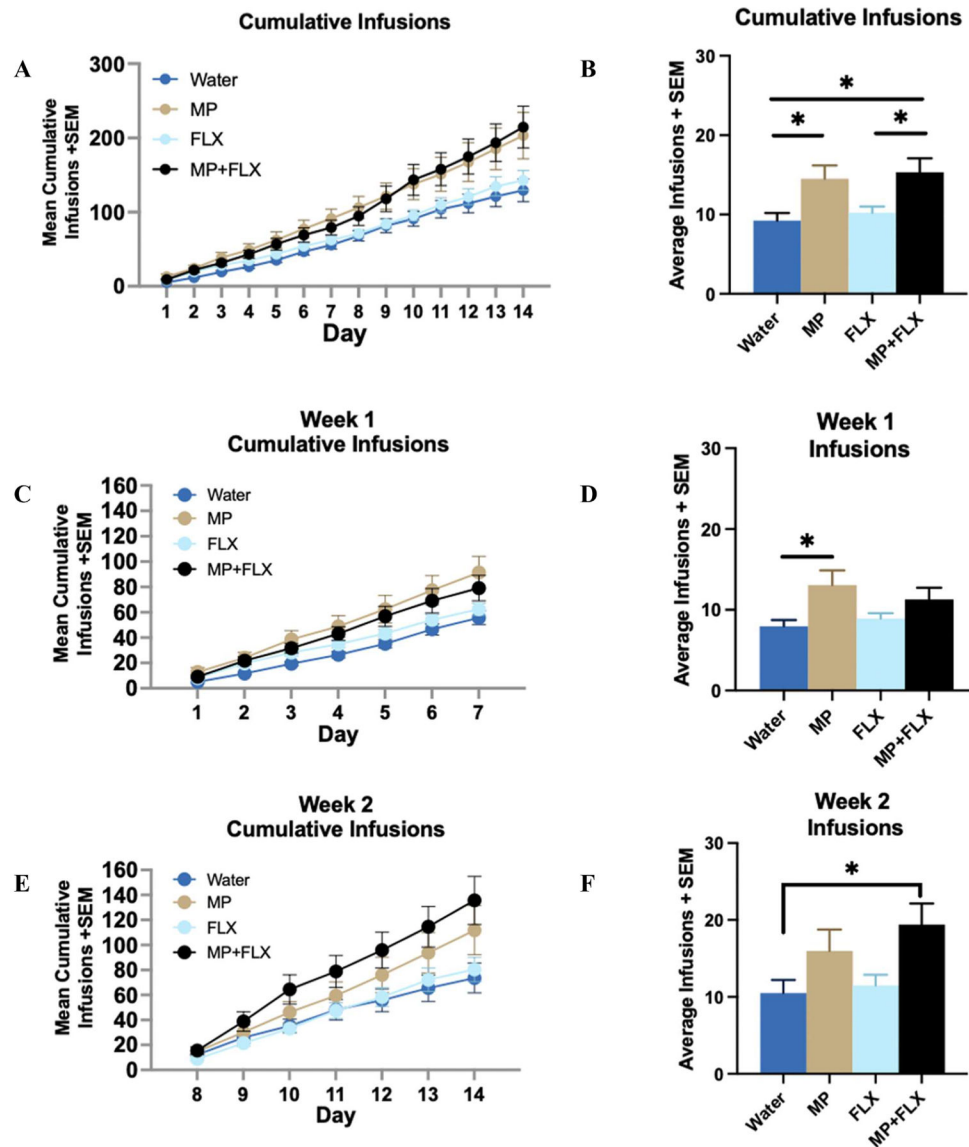 Cumulative Infusions
A
Mean Cumulative
Infusions +SEM
300
200
100
0
Water
MP
FLX
MP+FLX
1 2 3 4 5 6 7 8 9 10 11 12 13 14
Day
Cumulative Infusions
B
Average Infusions + SEM
30
20
10
0
*
*
*
Water
MP
FLX
MP+FLX
Week 1
Cumulative Infusions
C
Mean Cumulative
Infusions +SEM
160
140
120
100
80
60
40
20
0
Water
MP
FLX
MP+FLX
1 2 3 4 5 6 7
Day
Week 1
Infusions
D
Average Infusions + SEM
30
20
10
0
*
Water
MP
FLX
MP+FLX
Week 2
Cumulative Infusions
E
Mean Cumulative
Infusions +SEM
160
140
120
100
80
60
40
20
0
Water
MP
FLX
MP+FLX
8 9 10 11 12 13 14
Day
Week 2
Infusions
F
Average Infusions + SEM
30
20
10
0
*
Water
MP
FLX
MP+FLX